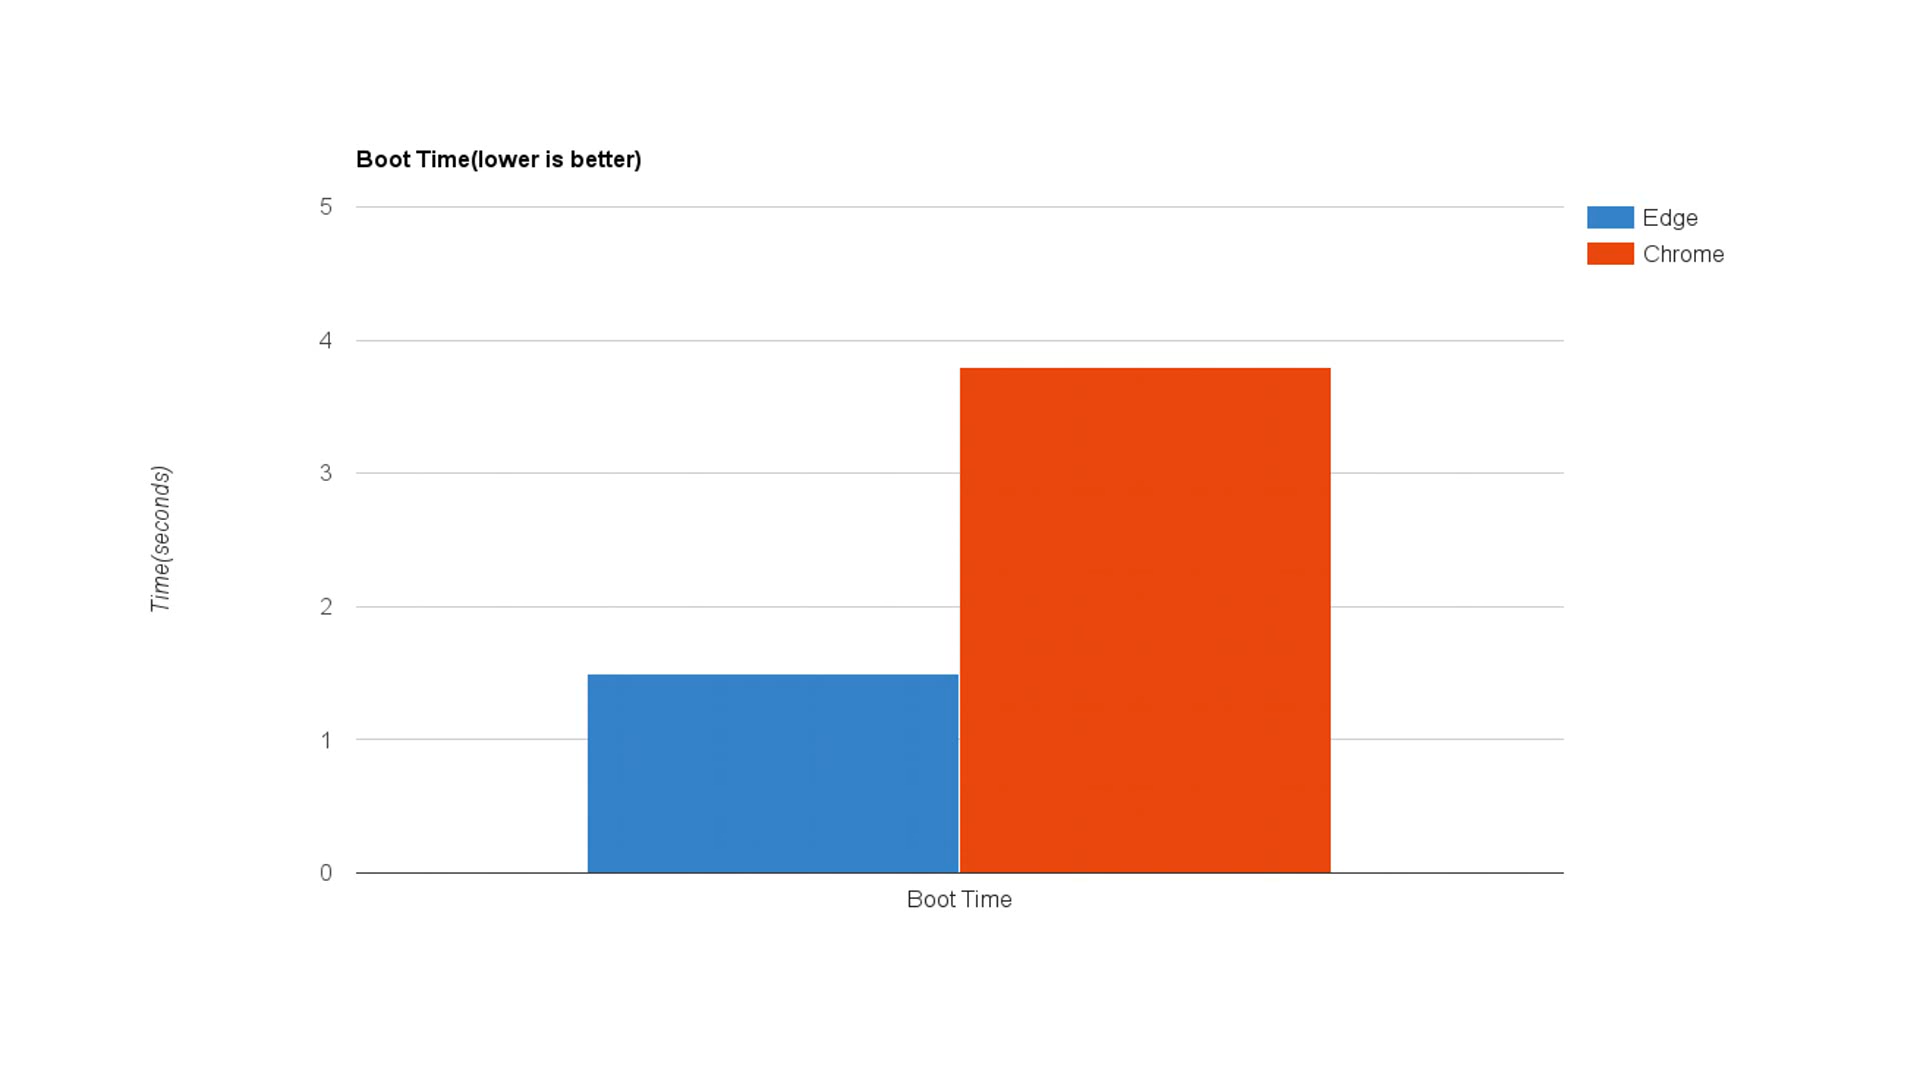 Boot Time(lower is better)
5
4
3
2
1
0
Time(seconds)
Boot Time
Edge
Chrome